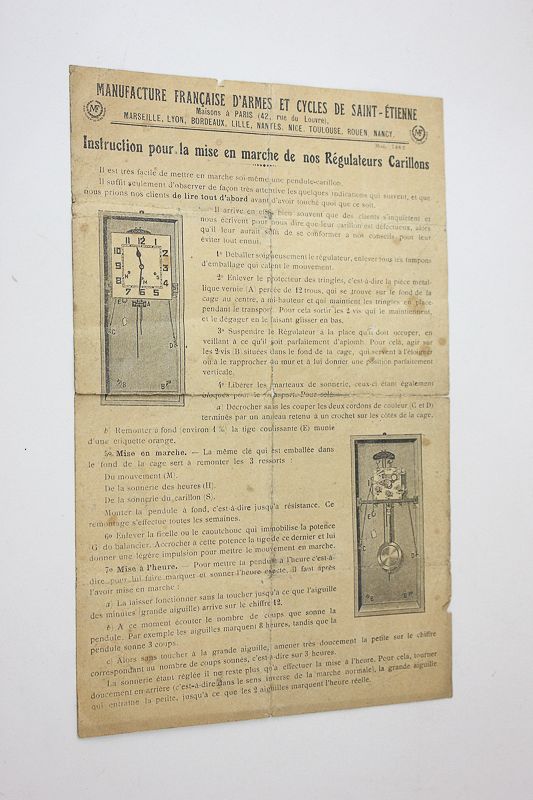 MANUFACTURE FRANÇAISE D'ARMES ET CYCLES DE SAINT-ÉTIENNE
Maisons à PARIS (42, rue du Louvre),
MARSEILLE, LYON, BORDEAUX, LILLE, NANTES, NICE, TOULOUSE, ROUEN, NANCY.
MF
MF
Instruction pour la mise en marche de nos Régulateurs Carillons
Il est très facile de mettre en marche soi-même une pendule-carillon.
Il suffit seulement d'observer de façon très attentive les quelques indications qui suivent, et que
nous prions nos clients de lire tout d'abord avant d'avoir touché quoi que ce soit.
Il arrive en effet bien souvent que des clients s'inquiètent et
nous écrivent pour nous dire que leur carillon est défectueux, alors
qu'il leur aurait suffi de se conformer à nos conseils pour leur
éviter tout ennui.
1º Déballer soigneusement le régulateur, enlever tous les tampons
d'emballage qui calent le mouvement.
2º Enlever le protecteur des tringles, c'est-à-dire la pièce métal-
lique vernie (A) percée de 12 trous, qui se trouve sur le fond de la
cage au centre, à mi-hauteur et qui maintient les tringles en place
pendant le transport. Pour cela sortir les 2 vis qui le maintiennent,
et le dégager en le faisant glisser en bas.
3º Suspendre le Régulateur à la place qu'il doit occuper, en
veillant à ce qu'il soit parfaitement d'aplomb. Pour cela, agir sur
les 2 vis (B) situées dans le fond de la cage, qui servent à l'éloigner
ou à le rapprocher du mur et à lui donner une position parfaitement
verticale.
4º Libérer les marteaux de sonnerie, ceux-ci étant également
bloqués pour le transport. Pour cela
a) Décrocher sans les couper les deux cordons de couleur (C et D)
terminés par un anneau retenu à un crochet sur les côtés de la cage.
b) Remonter à fond (environ 1 %) la tige coulissante (E) munie
d'une étiquette orange.
5º Mise en marche. — La même clé qui est emballée dans
le fond de la cage sert à remonter les 3 ressorts :
Du mouvement (M).
De la sonnerie des heures (H).
De la sonnerie du carillon (S).
Monter la pendule à fond, c'est-à-dire jusqu'à résistance. Ce
remontage s'effectue toutes les semaines.
6º Enlever la ficelle ou le caoutchouc qui immobilise la potence
G du balancier. Accrocher à cette potence la tige de ce dernier et lui
donner une légère impulsion pour mettre le mouvement en marche.
7º Mise à l'heure. — Pour mettre la pendule à l'heure c'est-à-
dire pour lui faire marquer et sonner l'heure exacte, il faut après
l'avoir mise en marche :
a) La laisser fonctionner sans la toucher jusqu'à ce que l'aiguille
des minutes (grande aiguille) arrive sur le chiffre 12.
b) A ce moment écouter le nombre de coups que sonne la
pendule. Par exemple les aiguilles marquent 8 heures, tandis que la
pendule sonne 3 coups.
c) Alors sans toucher à la grande aiguille, amener très doucement la petite sur le chiffre
correspondant au nombre de coups sonnés, c'est-à-dire sur 3 heures.
La sonnerie étant réglée il ne reste plus qu'à effectuer la mise à l'heure. Pour cela, tourner
doucement en arrière (c'est-à-dire dans le sens inverse de la marche normale), la grande aiguille
qui entraîne la petite, jusqu'à ce que les 2 aiguilles marquent l'heure réelle.